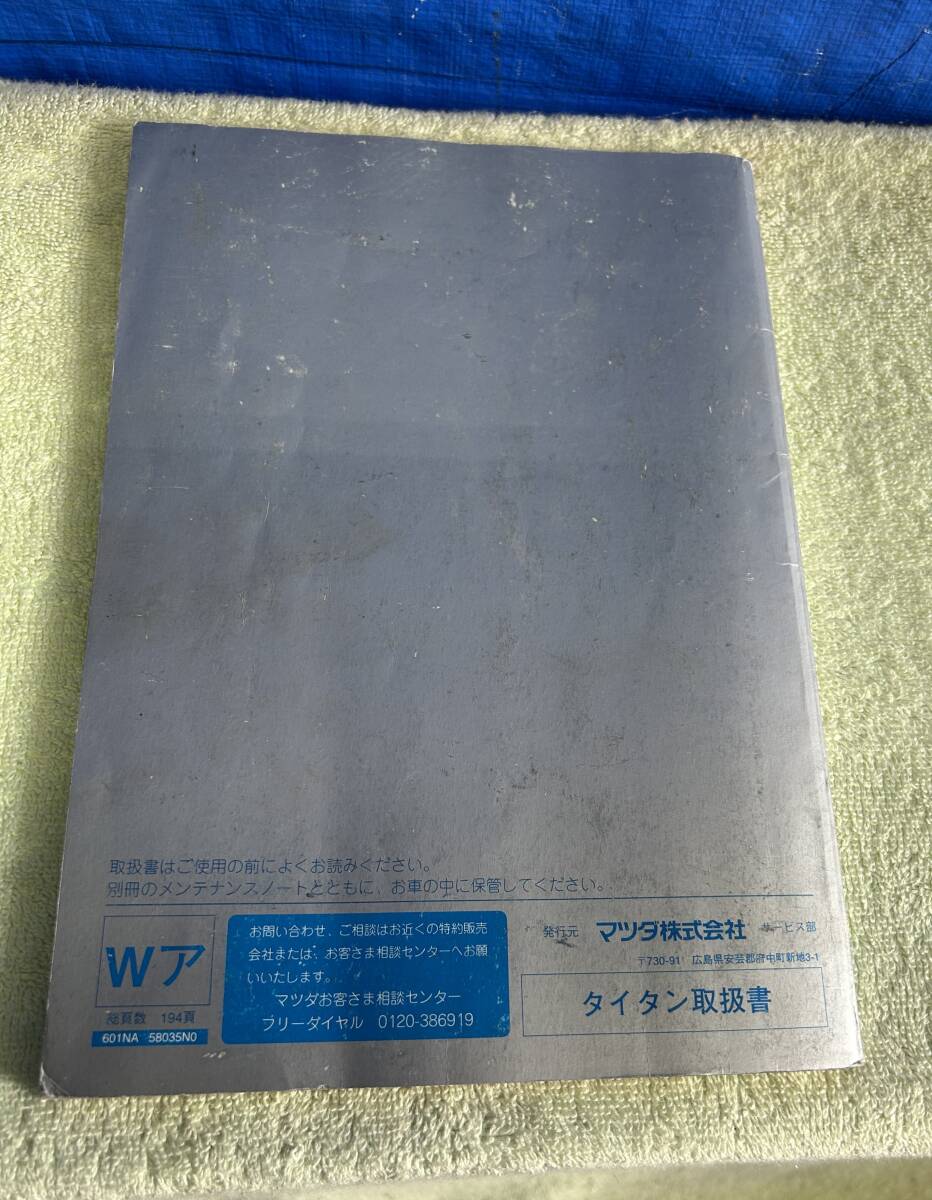 取扱書はご使用の前によくお読みください。
別冊のメンテナンスノートとともに、お車の中に保管してください。
Wア
総頁数 194頁
601NA 58035N0
お問い合わせ、ご相談はお近くの特約販売
会社または、お客さま相談センターへお願
いいたします。
マツダお客さま相談センター
フリーダイヤル 0120-386919
発行元 マツダ株式会社 サービス部
〒730-91 広島県安芸郡府中町新地3-1
タイタン取扱書